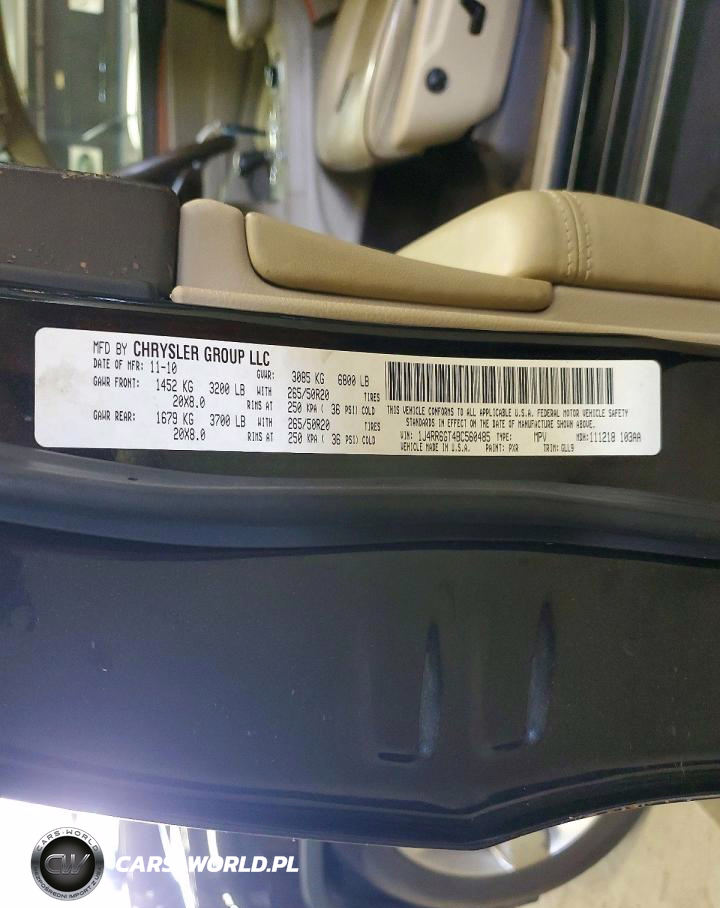 MFD BY CHRYSLER GROUP LLC
DATE OF MFR: 11-10 GVWR: 3085 KG 6800 LB
GAWR FRONT: 1452 KG 3200 LB WITH 265/50R20 TIRES
20X8.0 RIMS AT 250 KPA ( 36 PSI) COLD
GAWR REAR: 1679 KG 3700 LB WITH 265/50R20 TIRES
20X8.0 RIMS AT 250 KPA ( 36 PSI) COLD
THIS VEHICLE CONFORMS TO ALL APPLICABLE U.S.A. FEDERAL MOTOR VEHICLE SAFETY
STANDARDS IN EFFECT ON THE DATE OF MANUFACTURE SHOWN ABOVE.
VIN: 1J4RR6GT4BC560485 TYPE: MPV MDH: 111218 103AA
VEHICLE MADE IN U.S.A. PAINT: PXR TRIM: GLL9
CARS-WORLD
CW
CARS-WORLD.PL